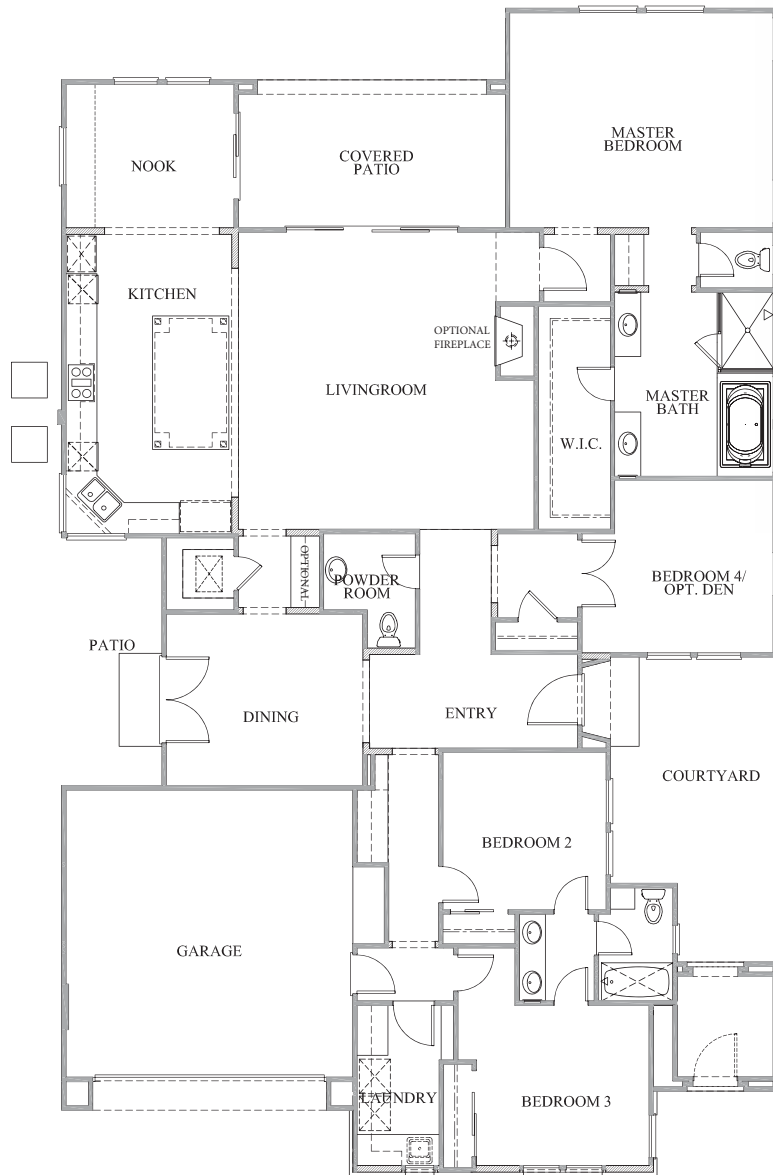 MASTER
BEDROOM
NOOK
COVERED
PATIO
KITCHEN
OPTIONAL
FIREPLACE
LIVINGROOM
MASTER
BATH
W.I.C.
OPTIONAL
POWDER
ROOM
BEDROOM 4/
OPT. DEN
PATIO
DINING
ENTRY
COURTYARD
BEDROOM 2
GARAGE
LAUNDRY
BEDROOM 3